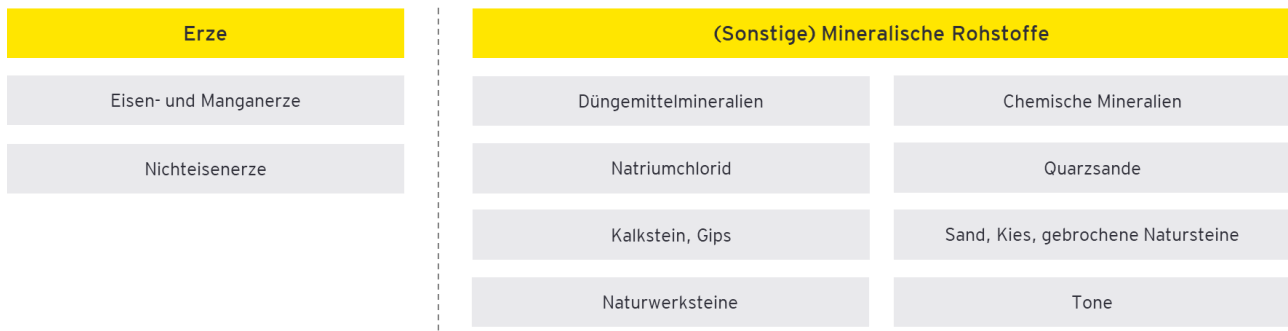 Erze
Eisen- und Manganerze
Nichteisenerze
(Sonstige) Mineralische Rohstoffe
Düngemittelmineralien
Chemische Mineralien
Natriumchlorid
Quarzsande
Kalkstein, Gips
Sand, Kies, gebrochene Natursteine
Naturwerksteine
Tone